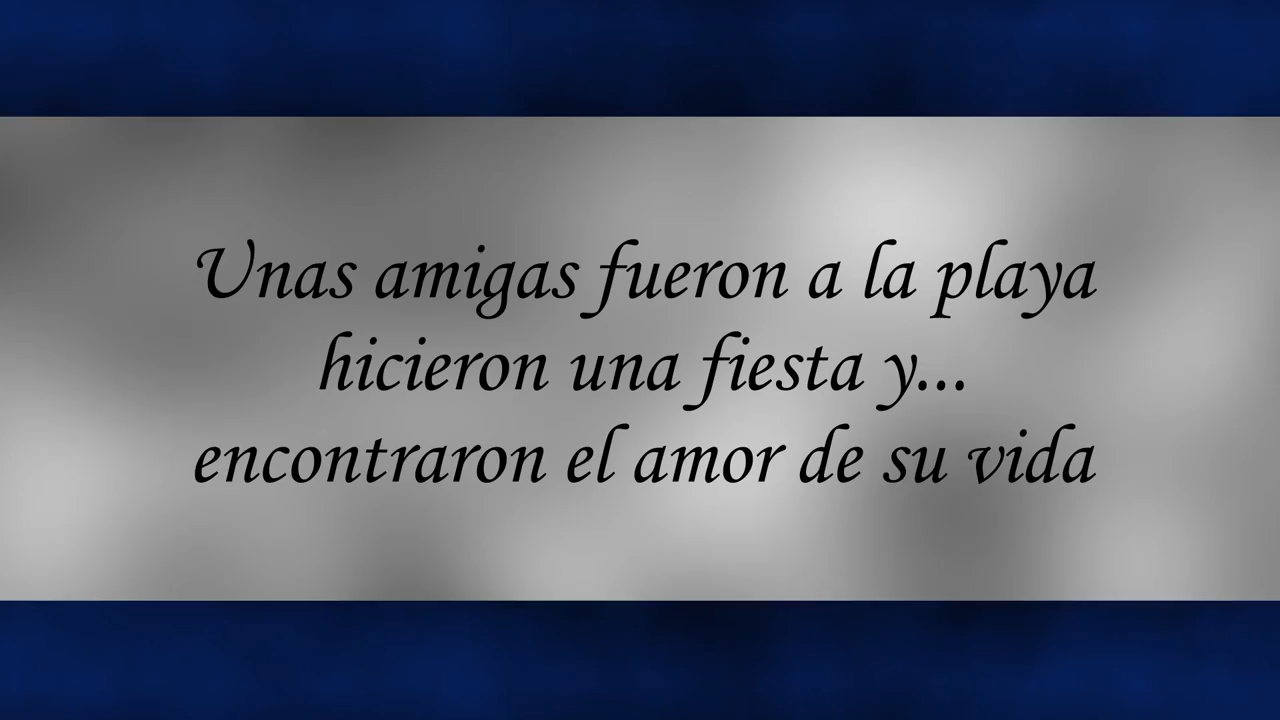 Unas amigas fueron a la playa
hicieron una fiesta y...
encontraron el amor de su vida